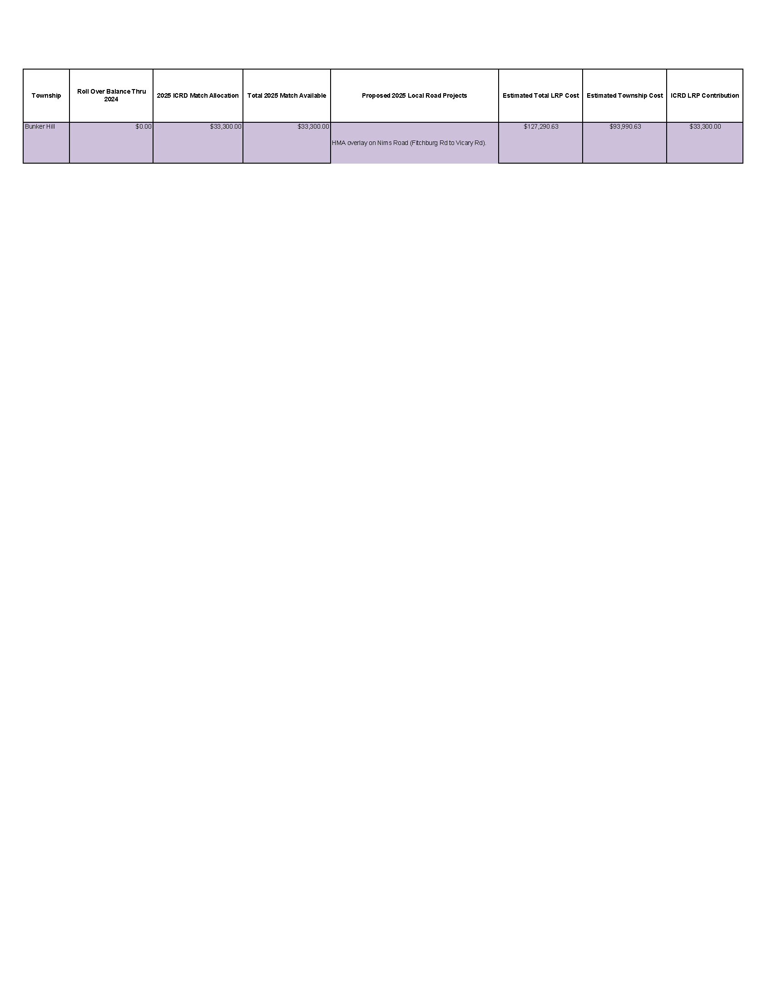 Township
Roll Over Balance Thru
2024
2025 ICRD Match Allocation
Total 2025 Match Available
Proposed 2025 Local Road Projects
Estimated Total LRP Cost
Estimated Township Cost
ICRD LRP Contribution
Bunker Hill
$0.00
$33,300.00
$33,300.00
HMA overlay on Nims Road (Fitchburg Rd to Vicary Rd).
$127,290.63
$93,990.63
$33,300.00